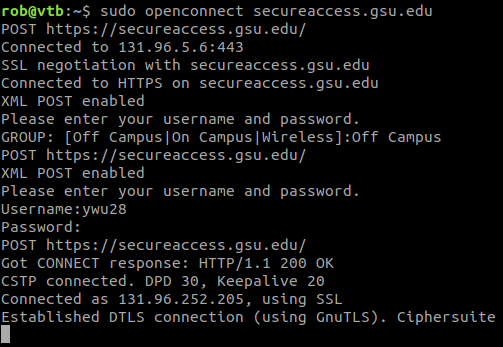 rob@vtb:~$ sudo openconnect secureaccess.gsu.edu
POST https://secureaccess.gsu.edu/
Connected to 131.96.5.6:443
SSL negotiation with secureaccess.gsu.edu
Connected to HTTPS on secureaccess.gsu.edu
XML POST enabled
Please enter your username and password.
GROUP: [Off Campus|On Campus|Wireless]:Off Campus
POST https://secureaccess.gsu.edu/
XML POST enabled
Please enter your username and password.
Username:ywu28
Password:
POST https://secureaccess.gsu.edu/
Got CONNECT response: HTTP/1.1 200 OK
CSTP connected. DPD 30, Keepalive 20
Connected as 131.96.252.205, using SSL
Established DTLS connection (using GnuTLS). Ciphersuite